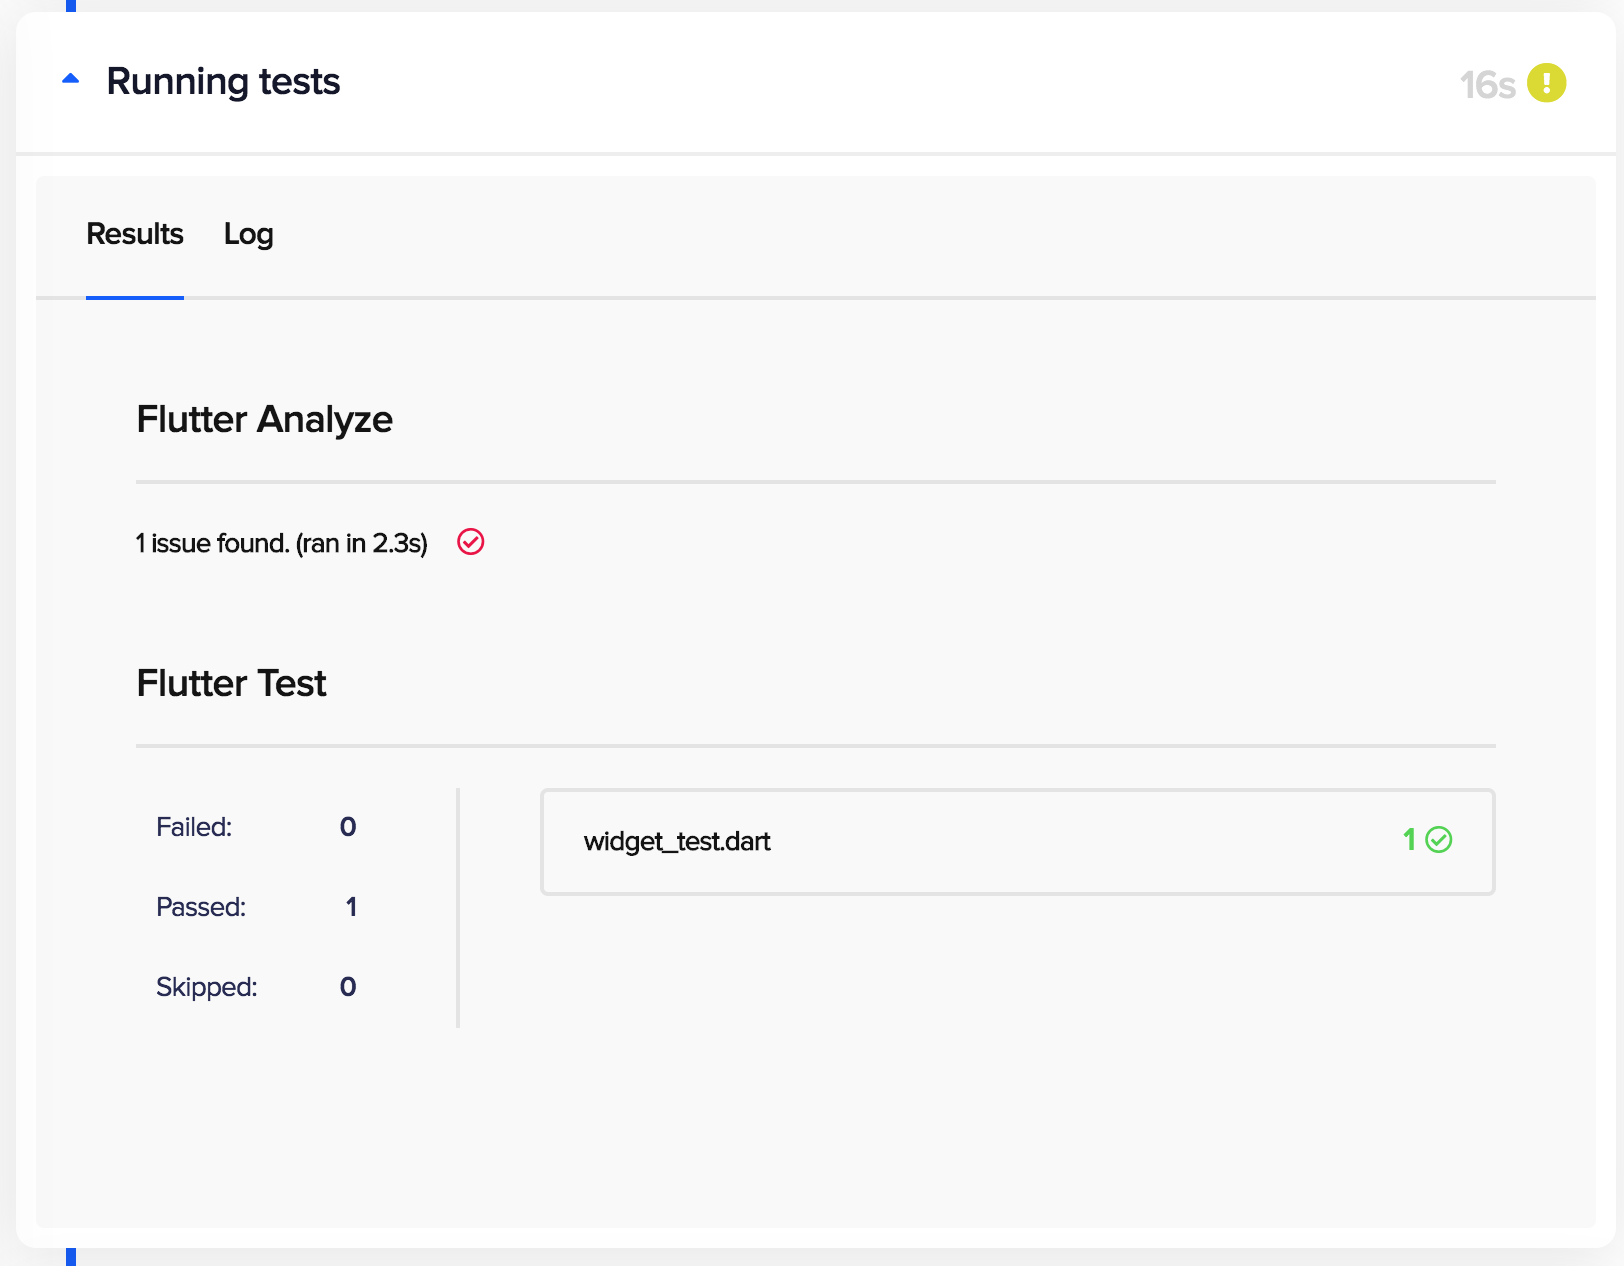 Running tests 16s
Results Log
Flutter Analyze
1 issue found. (ran in 2.3s)
Flutter Test
Failed: 0
widget_test.dart 1
Passed: 1
Skipped: 0